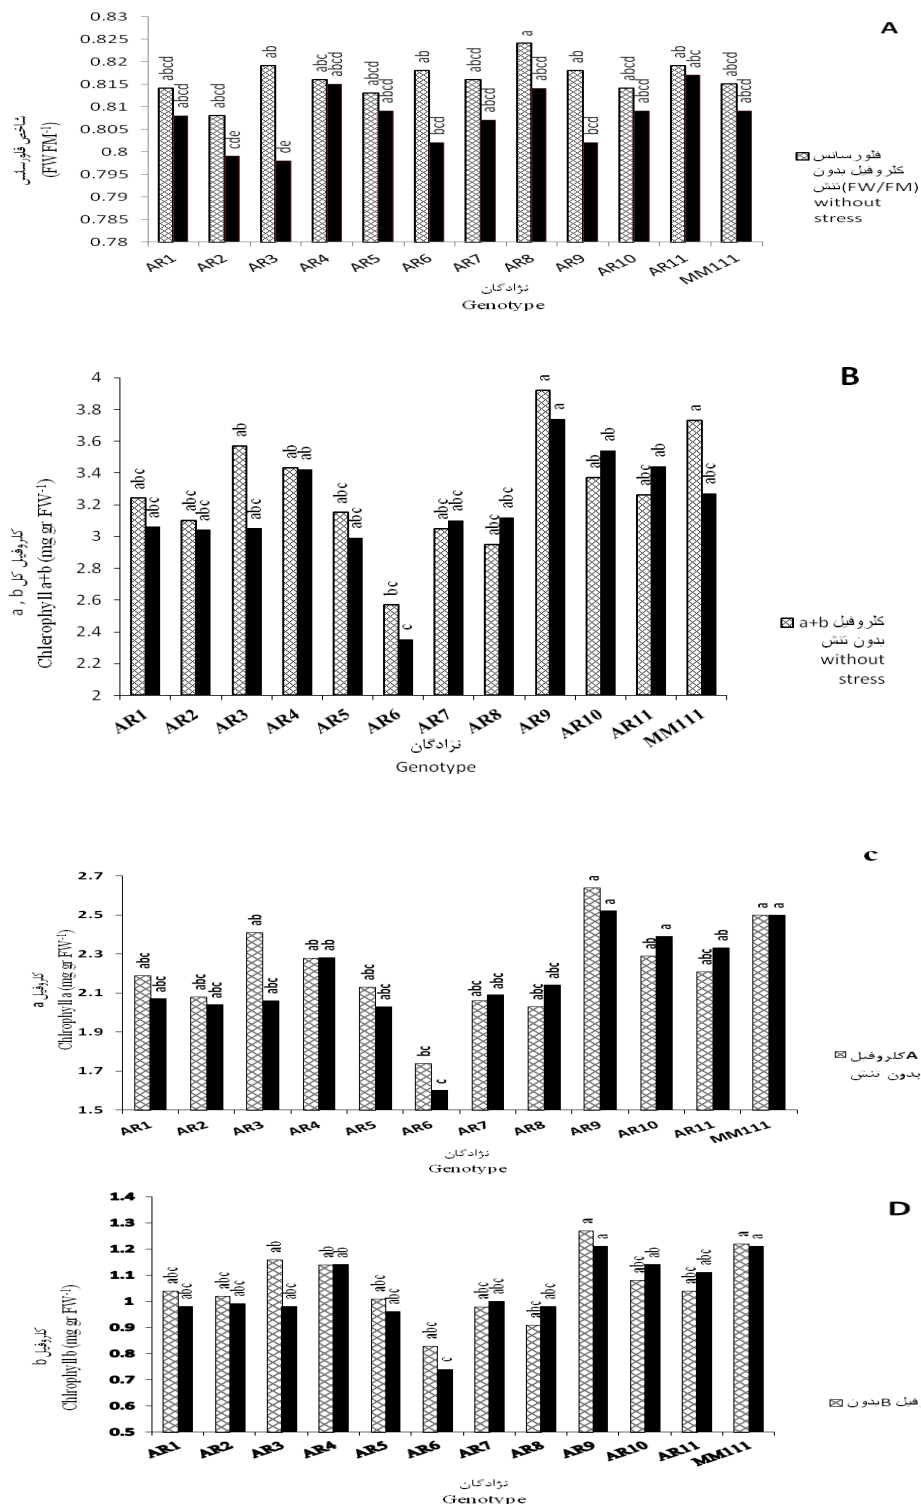 A
0.83
0.825
0.82
0.815
0.81
0.805
0.8
0.795
0.79
0.785
0.78
شاخص فلورسانس
(FW FM-1)
abcd
abcd
abcd
cde
ab
de
abc
abcd
abcd
abcd
ab
bcd
abcd
abcd
a
abcd
ab
bcd
abcd
abcd
ab
abc
abcd
abcd
AR1
AR2
AR3
AR4
AR5
AR6
AR7
AR8
AR9
AR10
AR11
MM111
نژادگان
Genotype
فلورسانس
کلروفیل بدون
تنش(FW/FM)
without
stress
B
4
3.8
3.6
3.4
3.2
3
2.8
2.6
2.4
2.2
2
کلروفیل کل a , b
Chlerophyll a+b (mg gr FW-1)
abc
abc
abc
abc
abc
abc
ab
ab
abc
abc
bc
c
abc
abc
abc
abc
a
a
ab
ab
abc
ab
a
abc
AR1
AR2
AR3
AR4
AR5
AR6
AR7
AR8
AR9
AR10
AR11
MM111
نژادگان
Genotype
کلروفیل a+b
بدون تنش
without
stress
c
2.7
2.5
2.3
2.1
1.9
1.7
1.5
کلروفیل a
Chlrophyll a (mg gr FW-1)
abc
abc
abc
abc
ab
abc
ab
ab
abc
abc
bc
c
abc
abc
abc
abc
a
a
ab
a
abc
ab
a
a
AR1
AR2
AR3
AR4
AR5
AR6
AR7
AR8
AR9
AR10
AR11
MM111
نژادگان
Genotype
کلروفیلA
بدون تنش
D
1.4
1.3
1.2
1.1
1
0.9
0.8
0.7
0.6
0.5
کلروفیل b
Chlrophyll b (mg gr FW-1)
abc
abc
abc
abc
ab
abc
ab
ab
abc
abc
abc
c
abc
abc
abc
abc
a
a
abc
ab
abc
abc
a
a
AR1
AR2
AR3
AR4
AR5
AR6
AR7
AR8
AR9
AR10
AR11
MM111
نژادگان
Genotype
فیل Bبدون